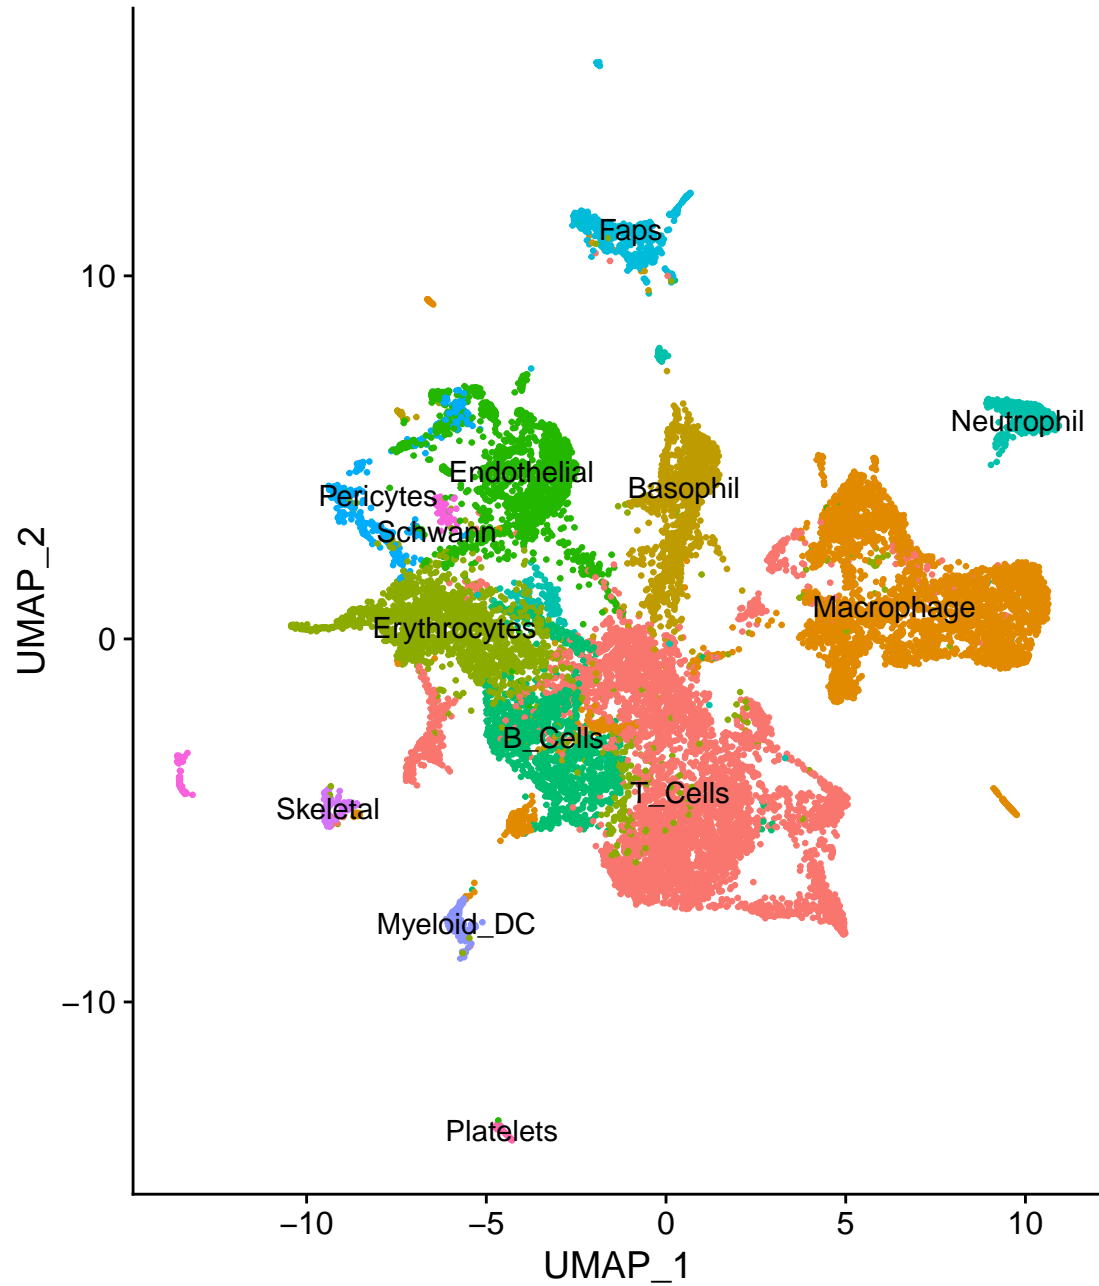 Faps
10
Neutrophil
Endothelial
Basophil
Pericytes
Schwann
Macrophage
Erythrocytes
0
B_Cells
T_Cells
Skeletal
Myeloid_DC
−10
Platelets
−10 −5 0 5 10
UMAP_1
UMAP_2